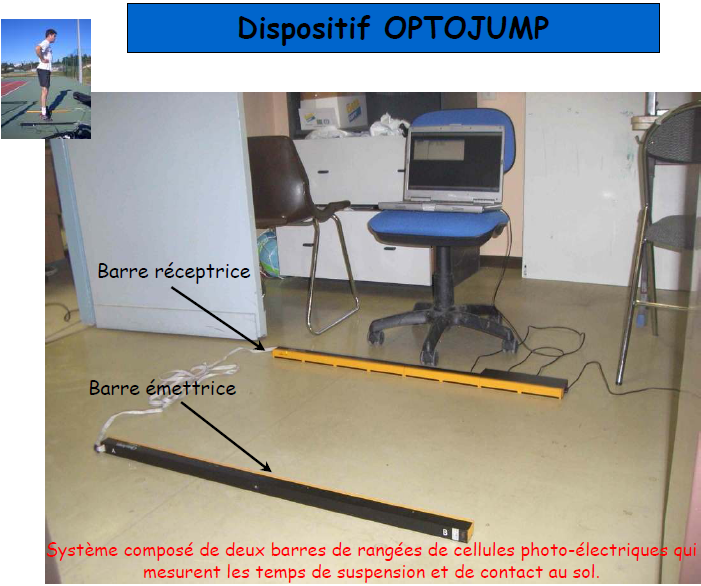 Dispositif OPTOJUMP
Barre réceptrice
Barre émettrice
A
B
Système composé de deux barres de rangées de cellules photo-électriques qui
mesurent les temps de suspension et de contact au sol.